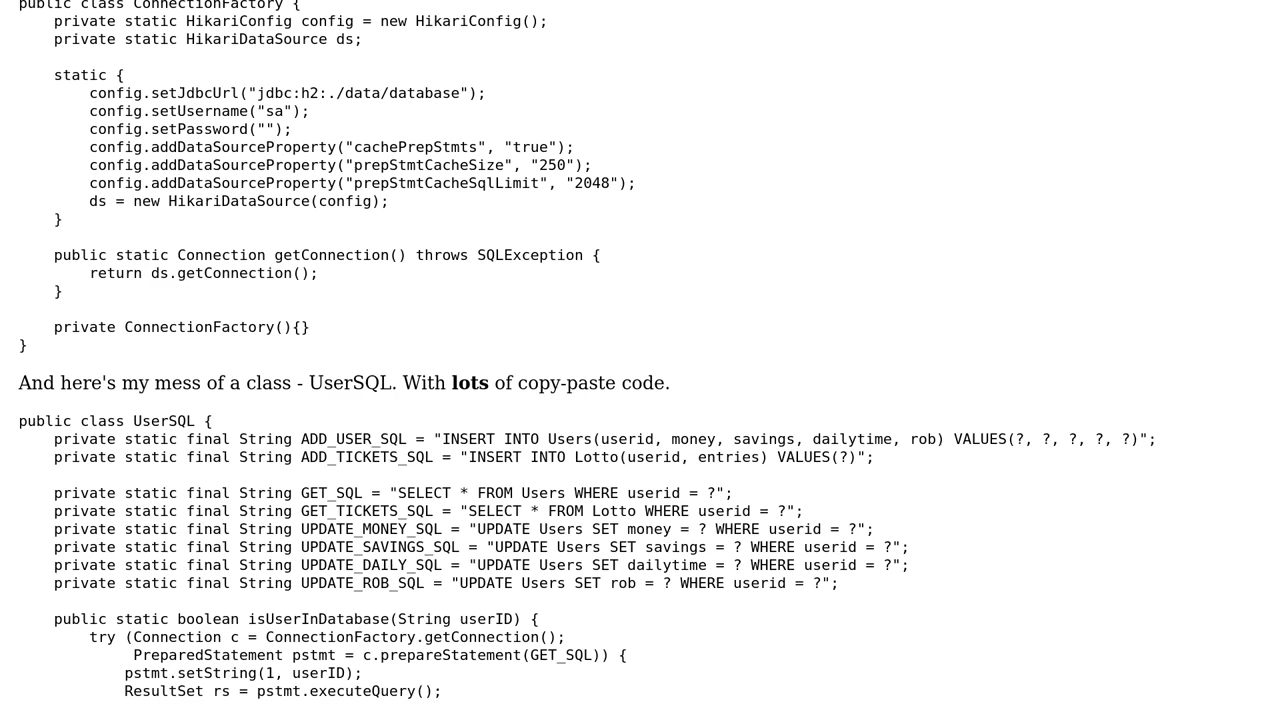 public class ConnectionFactory {
    private static HikariConfig config = new HikariConfig();
    private static HikariDataSource ds;

    static {
        config.setJdbcUrl("jdbc:h2:./data/database");
        config.setUsername("sa");
        config.setPassword("");
        config.addDataSourceProperty("cachePrepStmts", "true");
        config.addDataSourceProperty("prepStmtCacheSize", "250");
        config.addDataSourceProperty("prepStmtCacheSqlLimit", "2048");
        ds = new HikariDataSource(config);
    }

    public static Connection getConnection() throws SQLException {
        return ds.getConnection();
    }

    private ConnectionFactory(){}
}

And here's my mess of a class - UserSQL. With lots of copy-paste code.

public class UserSQL {
    private static final String ADD_USER_SQL = "INSERT INTO Users(userid, money, savings, dailytime, rob) VALUES(?, ?, ?, ?, ?)";
    private static final String ADD_TICKETS_SQL = "INSERT INTO Lotto(userid, entries) VALUES(?)";

    private static final String GET_SQL = "SELECT * FROM Users WHERE userid = ?";
    private static final String GET_TICKETS_SQL = "SELECT * FROM Lotto WHERE userid = ?";
    private static final String UPDATE_MONEY_SQL = "UPDATE Users SET money = ? WHERE userid = ?";
    private static final String UPDATE_SAVINGS_SQL = "UPDATE Users SET savings = ? WHERE userid = ?";
    private static final String UPDATE_DAILY_SQL = "UPDATE Users SET dailytime = ? WHERE userid = ?";
    private static final String UPDATE_ROB_SQL = "UPDATE Users SET rob = ? WHERE userid = ?";

    public static boolean isUserInDatabase(String userID) {
        try (Connection c = ConnectionFactory.getConnection();
             PreparedStatement pstmt = c.prepareStatement(GET_SQL)) {
            pstmt.setString(1, userID);
            ResultSet rs = pstmt.executeQuery();